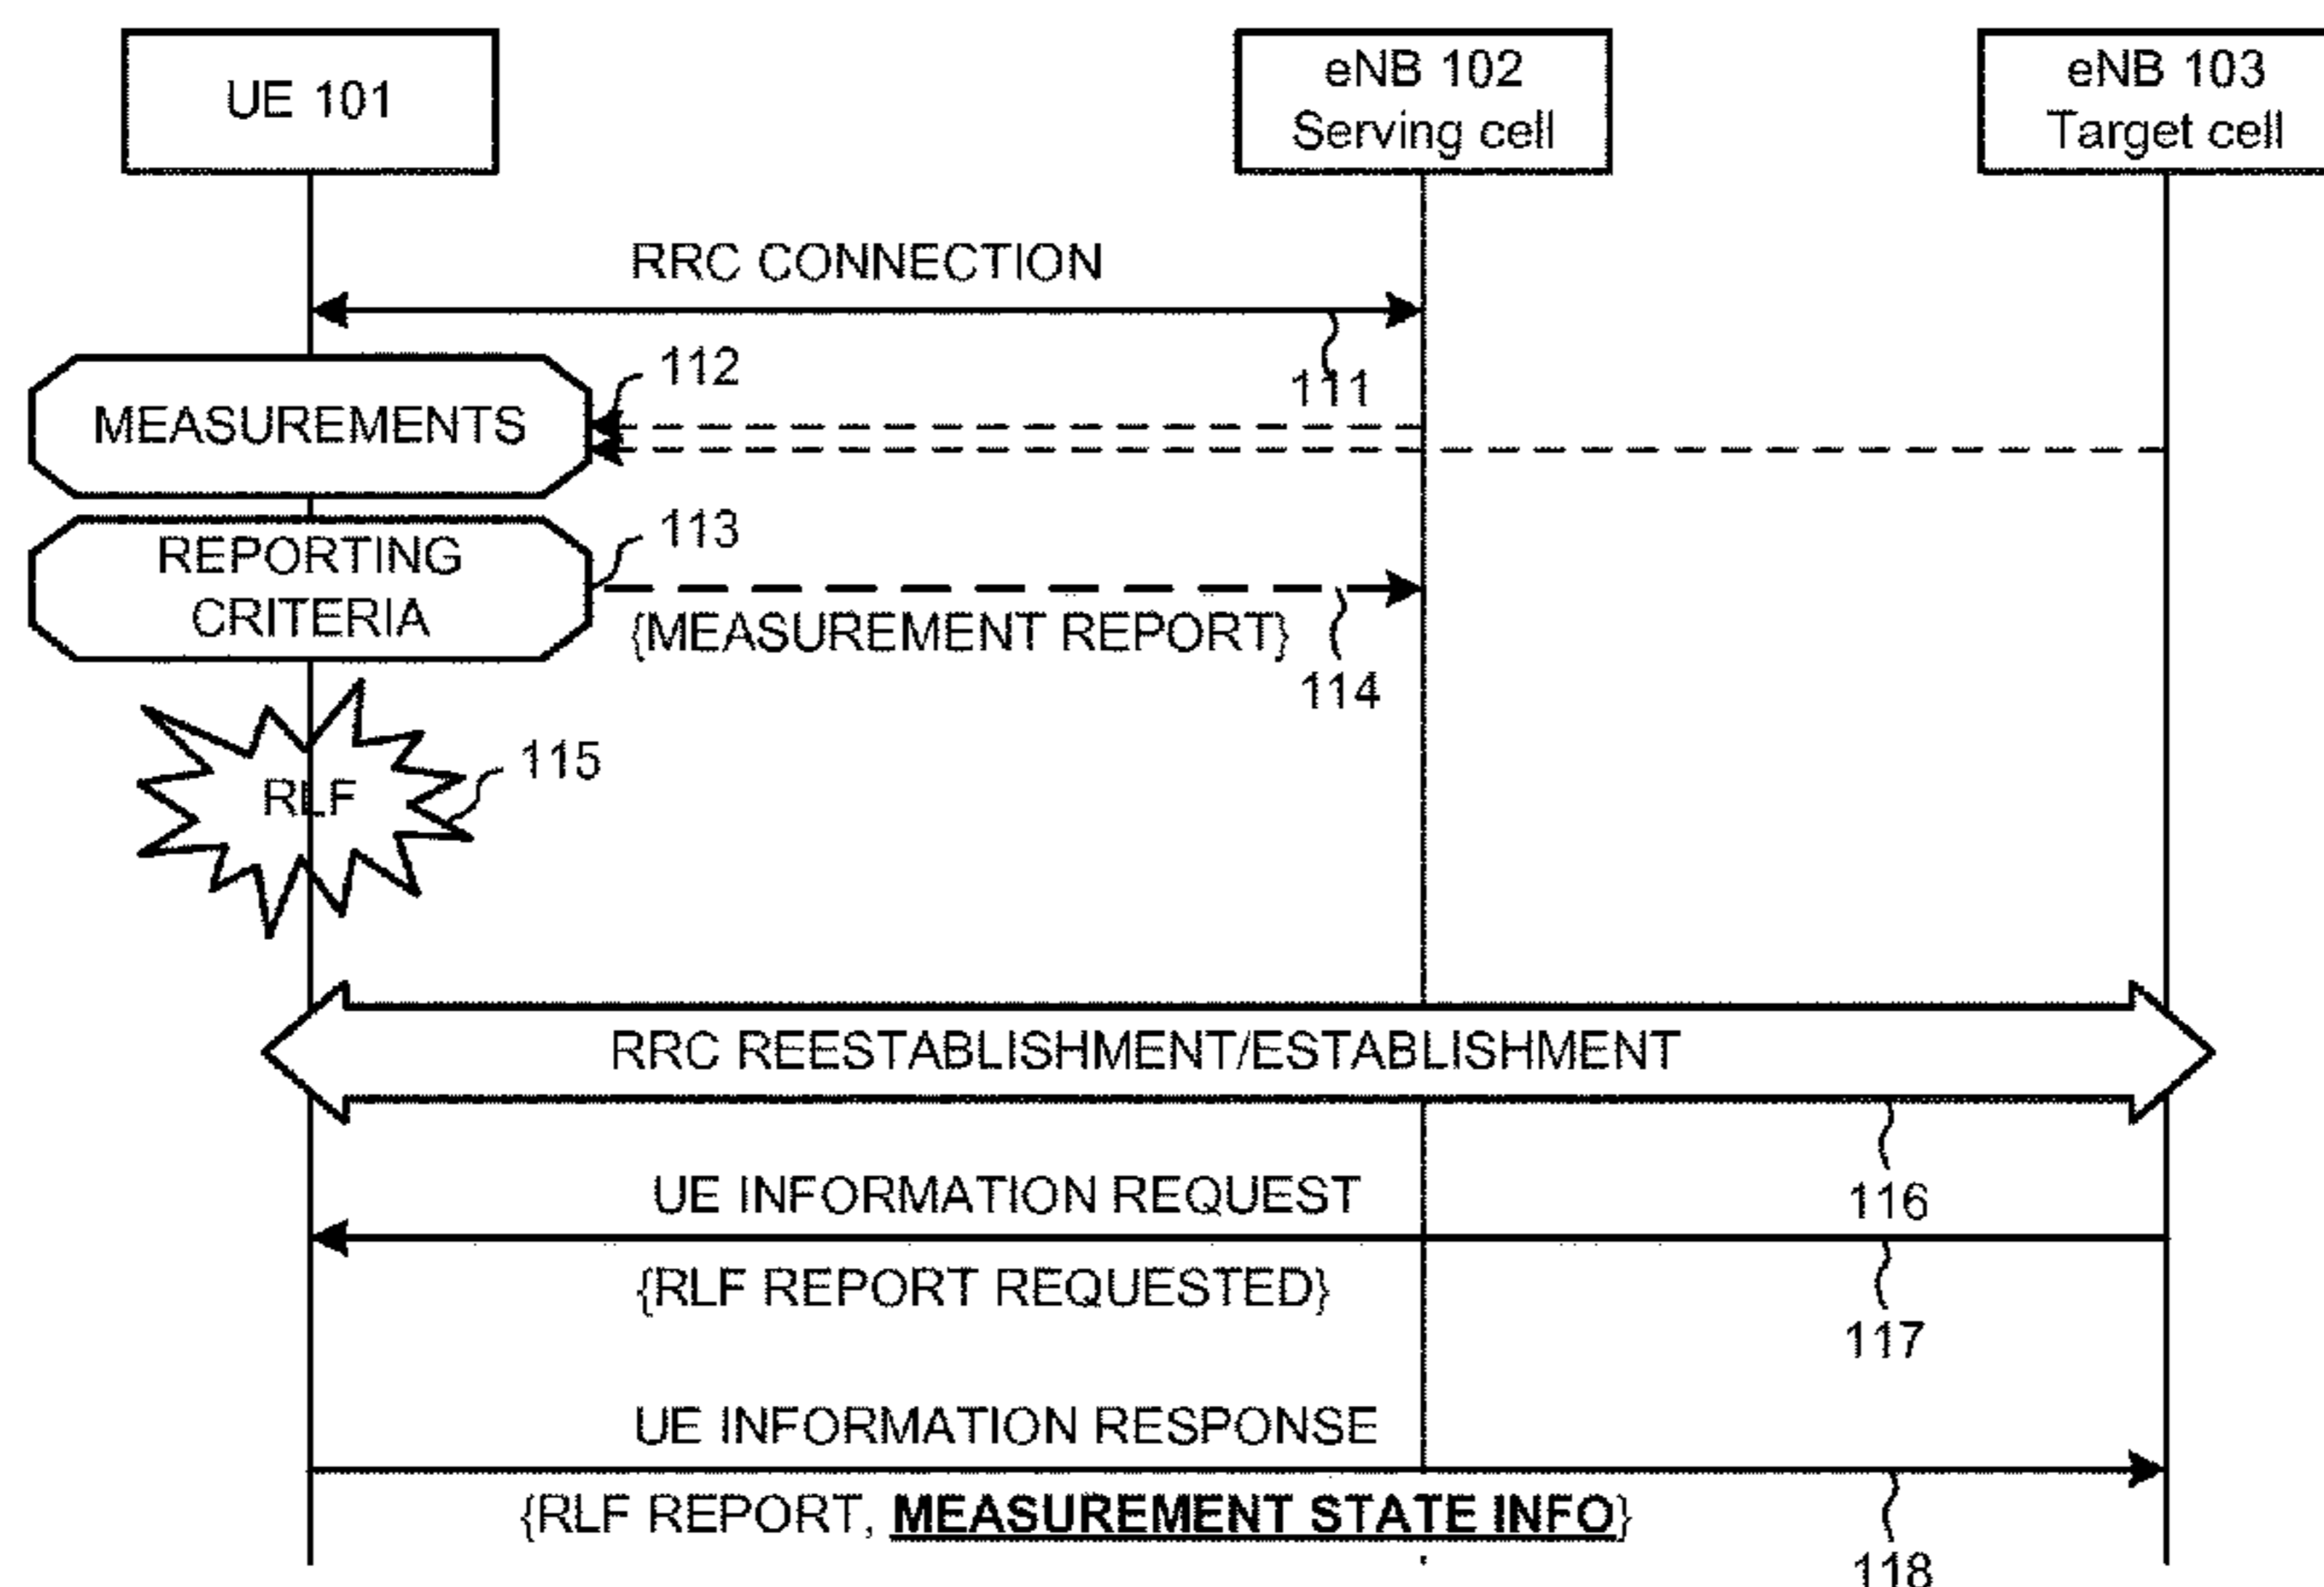 UE 101
eNB 102
Serving cell
eNB 103
Target cell
RRC CONNECTION
111
112
MEASUREMENTS
113
REPORTING
CRITERIA
{MEASUREMENT REPORT}
114
115
RLF
RRC REESTABLISHMENT/ESTABLISHMENT
116
UE INFORMATION REQUEST
{RLF REPORT REQUESTED}
117
UE INFORMATION RESPONSE
{RLF REPORT, MEASUREMENT STATE INFO}
118